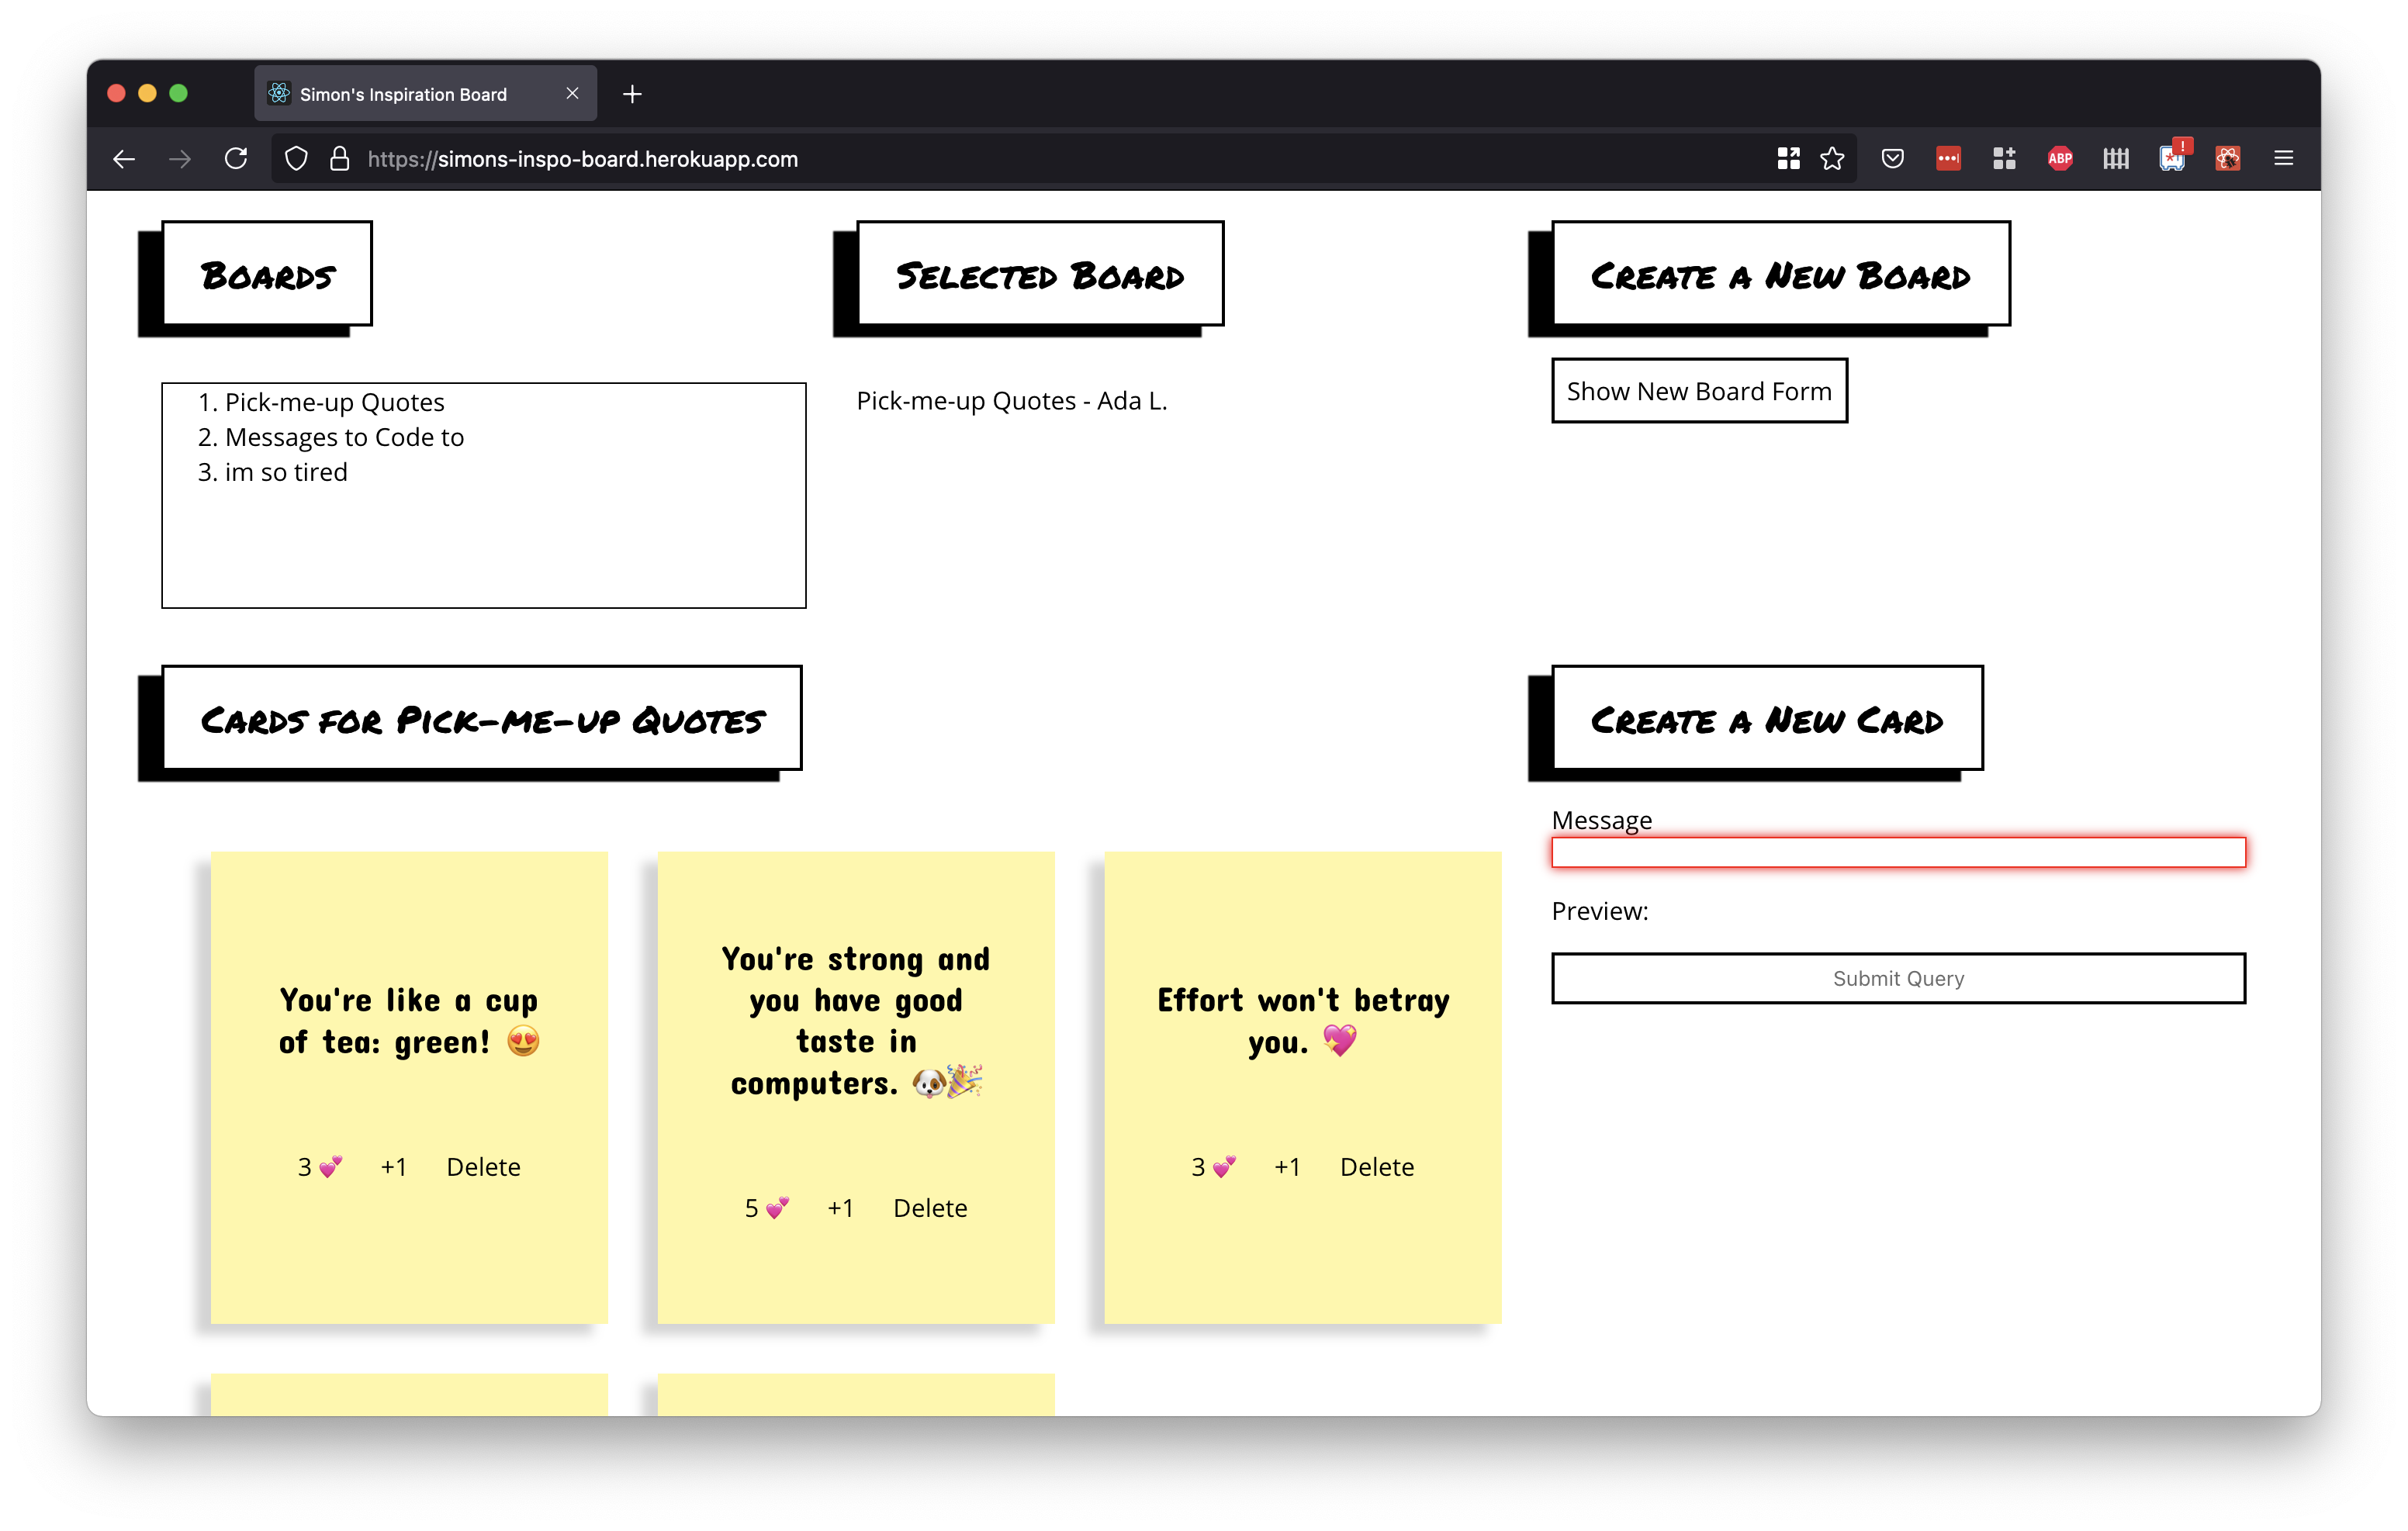 Simon's Inspiration Board
https://simons-inspo-board.herokuapp.com
ABP
!
Boards
Selected Board
Create a New Board
1. Pick-me-up Quotes
2. Messages to Code to
3. im so tired
Pick-me-up Quotes - Ada L.
Show New Board Form
Cards for Pick-me-up Quotes
Create a New Card
You're like a cup
of tea: green! 😍
3 💕 +1 Delete
You're strong and
you have good
taste in
computers. 🐶🎉
5 💕 +1 Delete
Effort won't betray
you. 💖
3 💕 +1 Delete
Message
Preview:
Submit Query